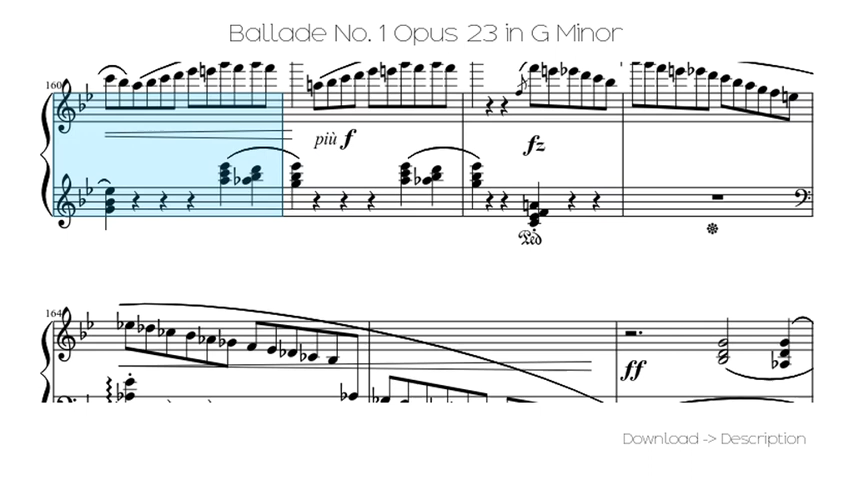 Ballade No. 1 Opus 23 in G Minor
160
più f
fz
Ped
164
ff
Download -> Description